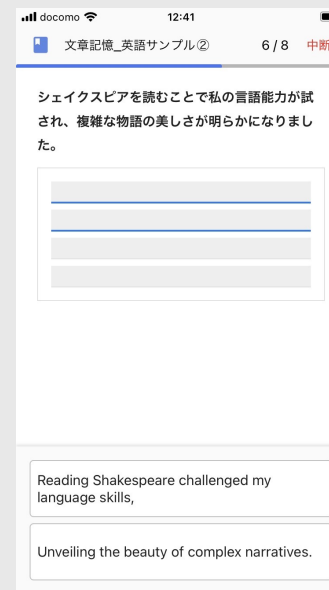 docomo 12:41
文章記憶_英語サンプル② 6 / 8 中断
シェイクスピアを読むことで私の言語能力が試
され、複雑な物語の美しさが明らかになりまし
た。
Reading Shakespeare challenged my
language skills,
Unveiling the beauty of complex narratives.